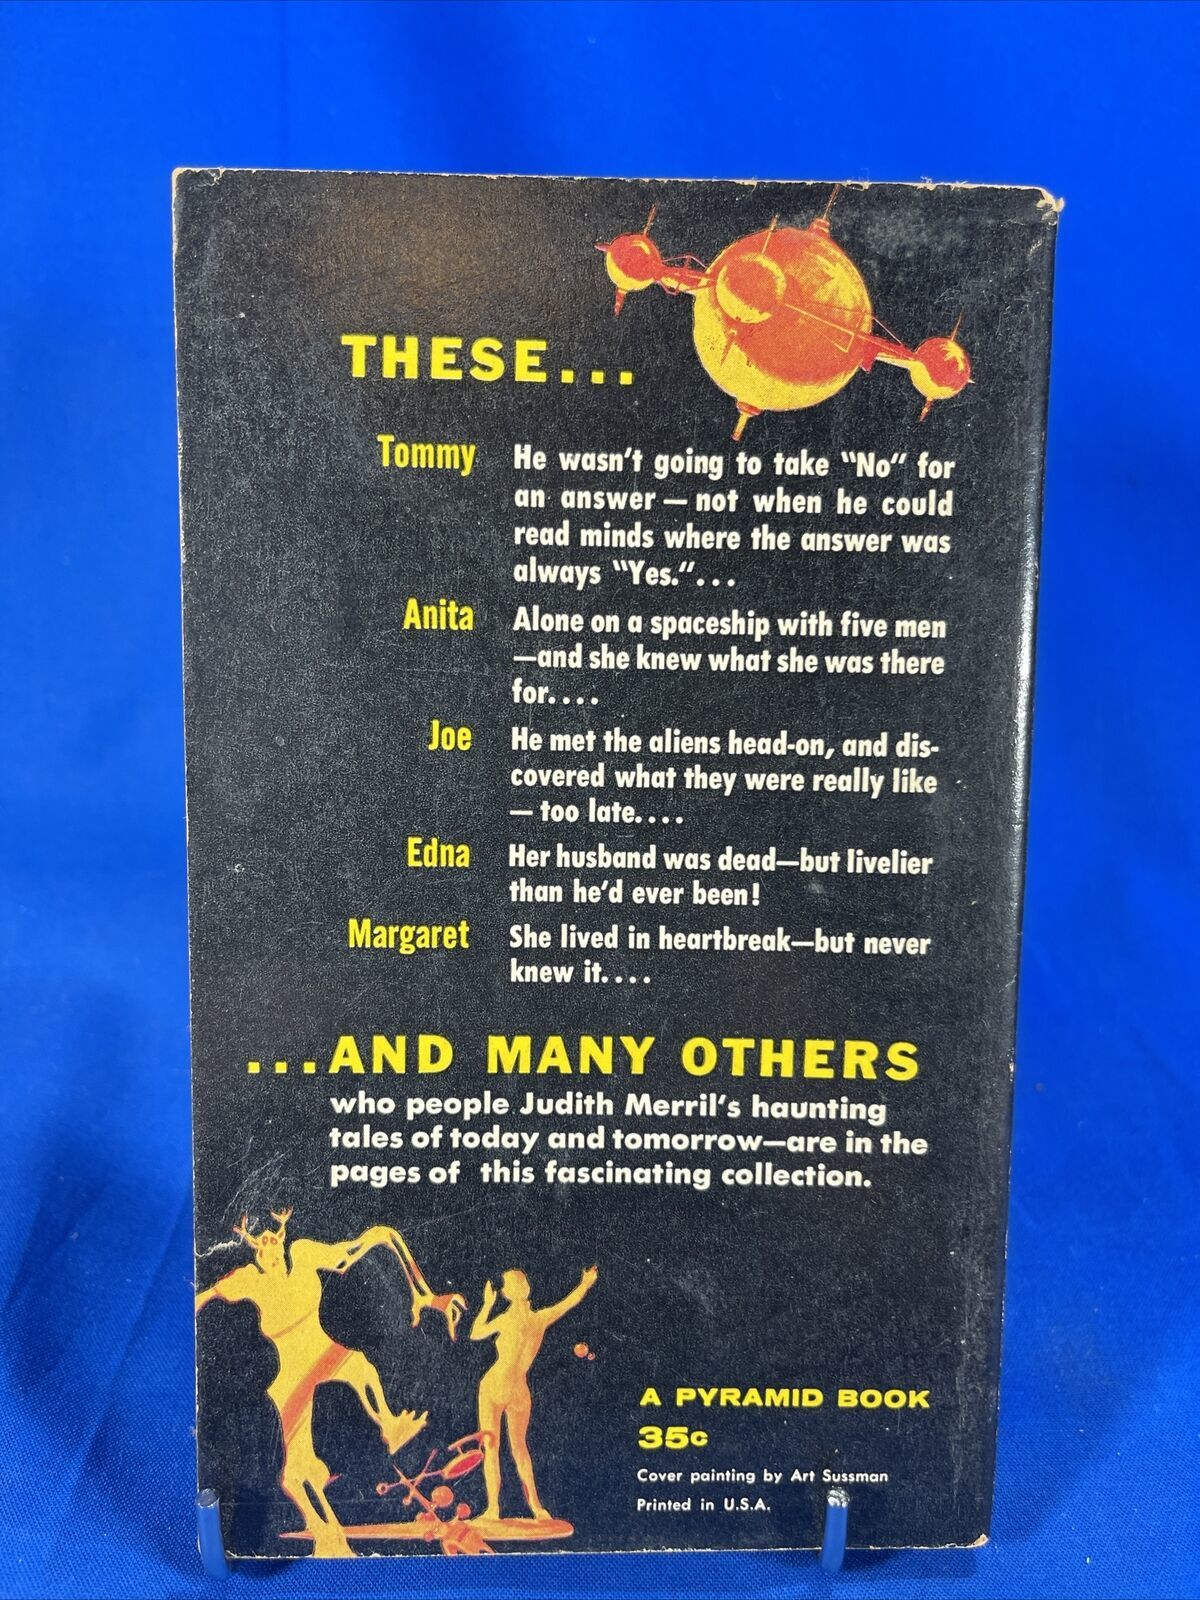 THESE...
Tommy He wasn't going to take "No" for
an answer — not when he could
read minds where the answer was
always "Yes."...
Anita Alone on a spaceship with five men
—and she knew what she was there
for....
Joe He met the aliens head-on, and dis-
covered what they were really like
— too late....
Edna Her husband was dead—but livelier
than he'd ever been!
Margaret She lived in heartbreak—but never
knew it....
...AND MANY OTHERS
who people Judith Merril's haunting
tales of today and tomorrow—are in the
pages of this fascinating collection.
A PYRAMID BOOK
35c
Cover painting by Art Sussman
Printed in U.S.A.